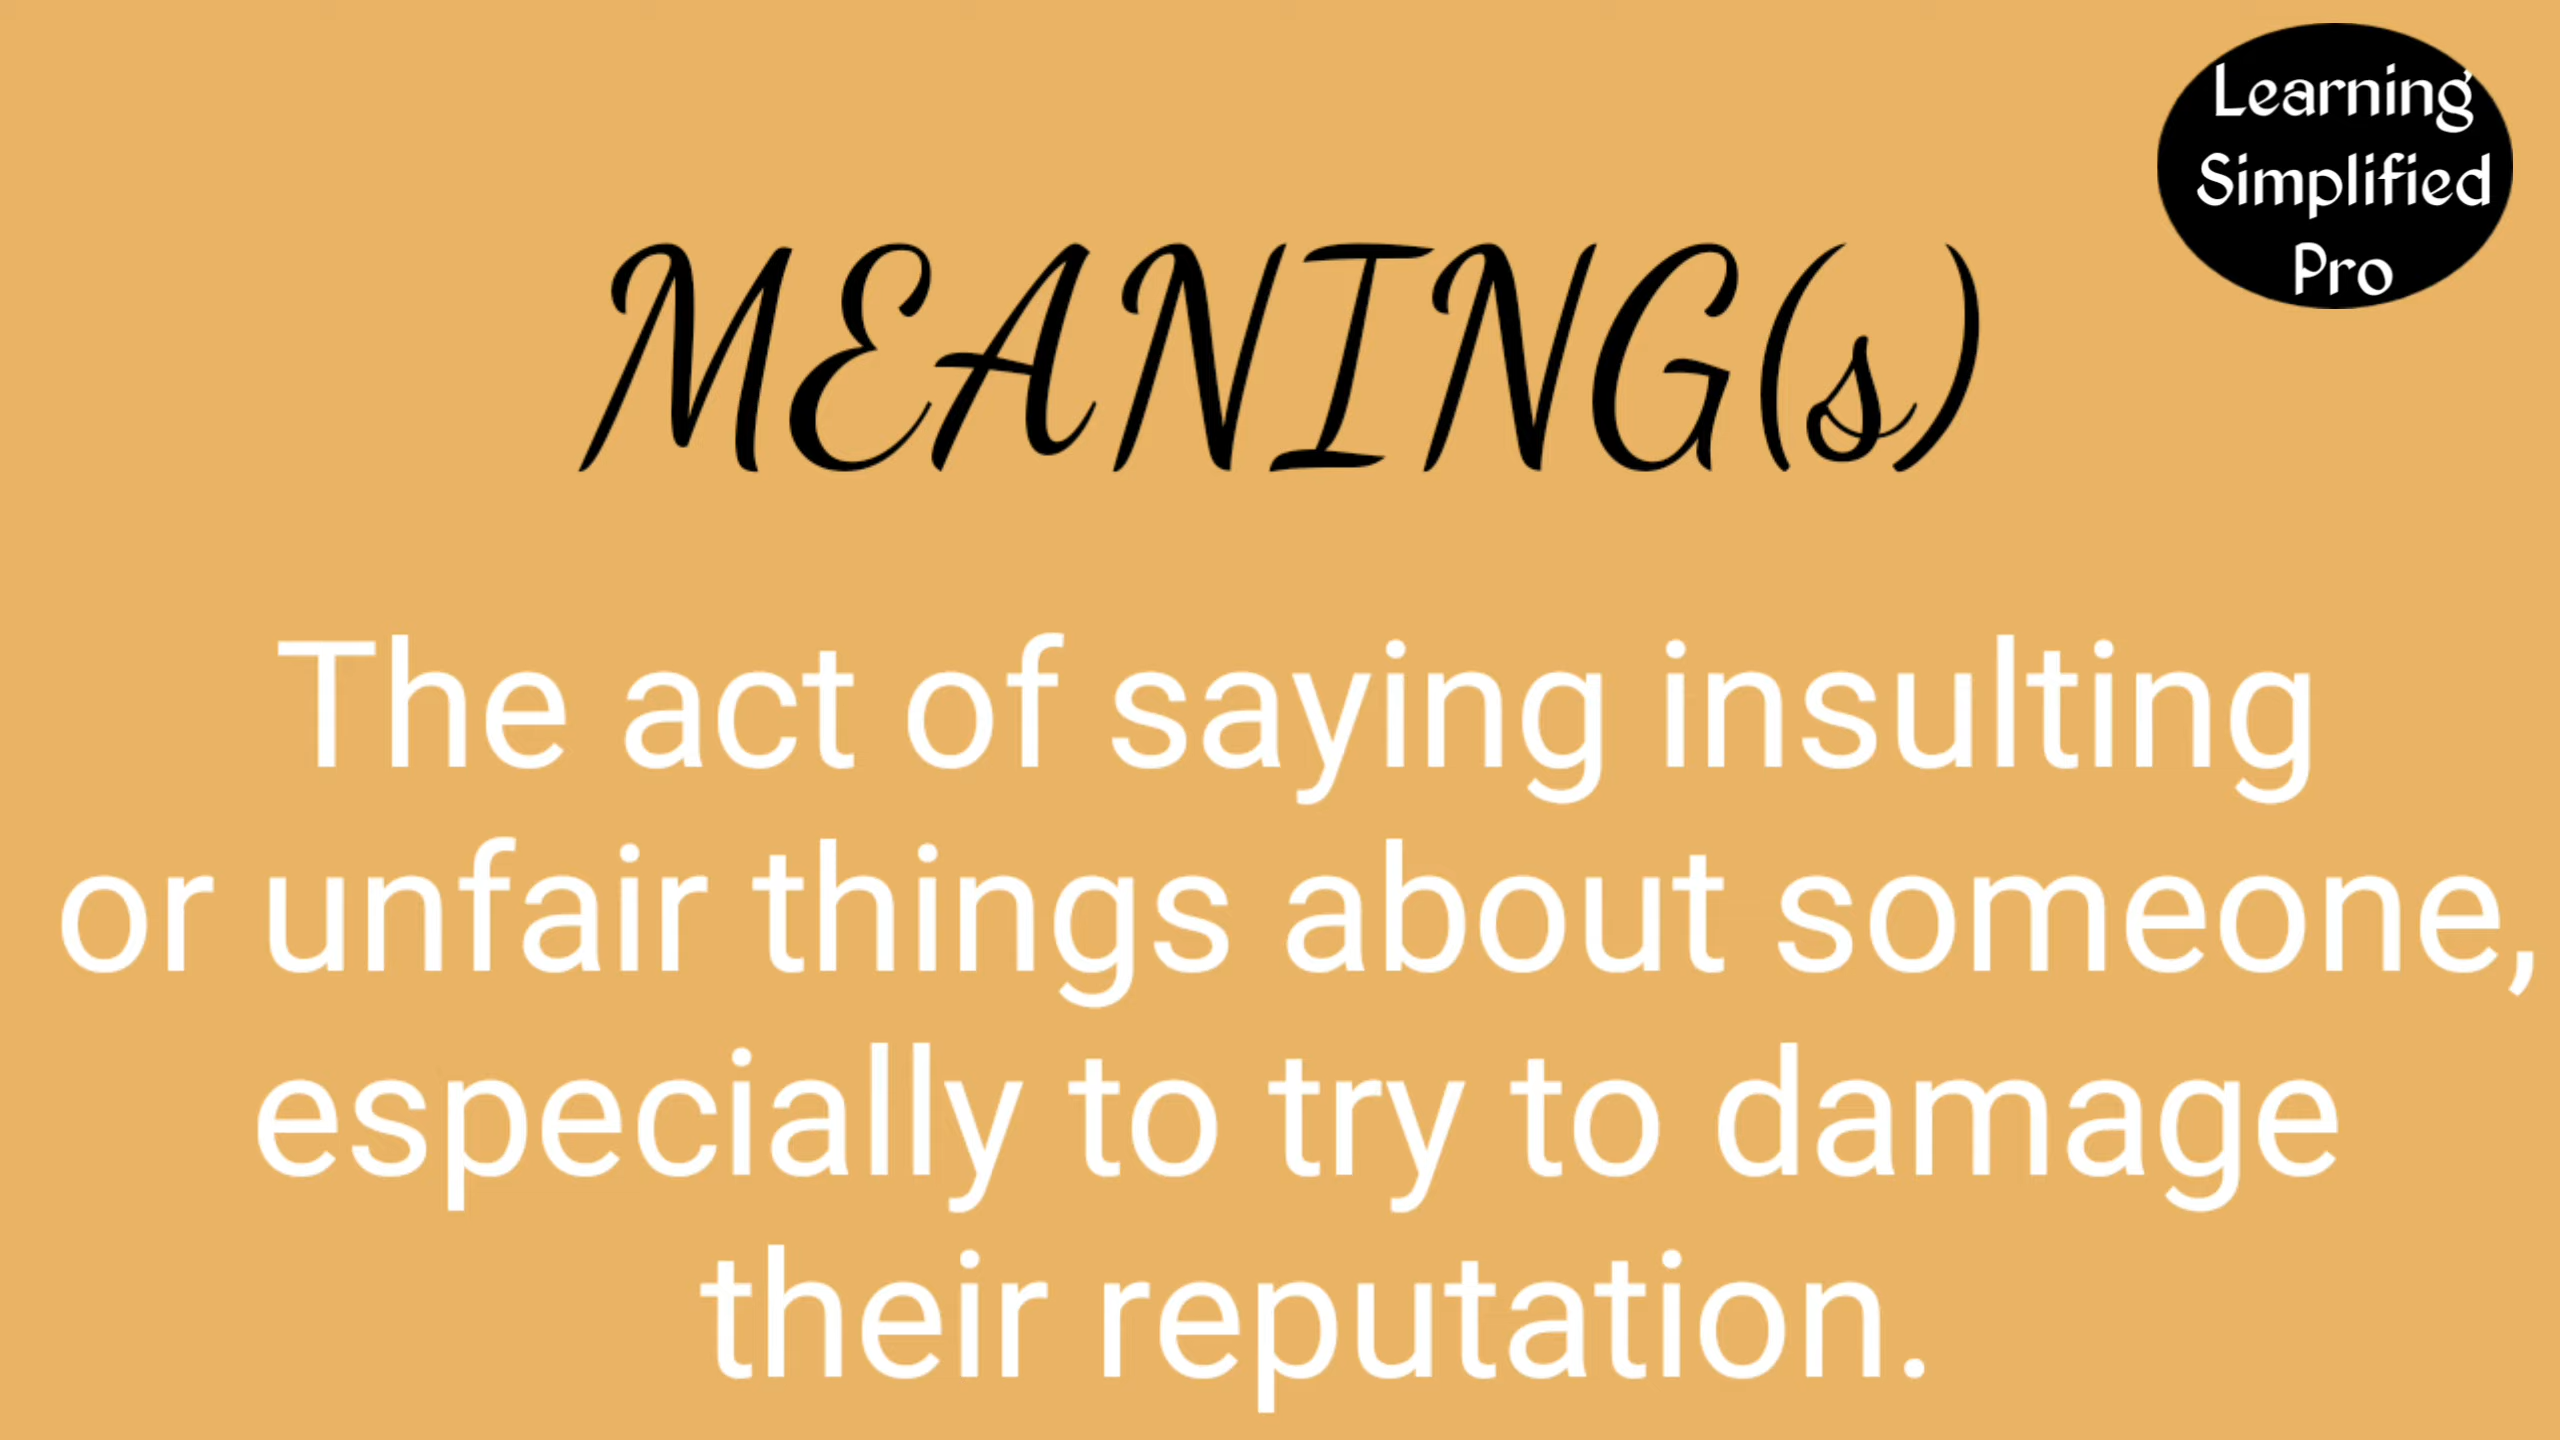 Learning
Simplified
Pro
MEANING(s)
The act of saying insulting
or unfair things about someone,
especially to try to damage
their reputation.